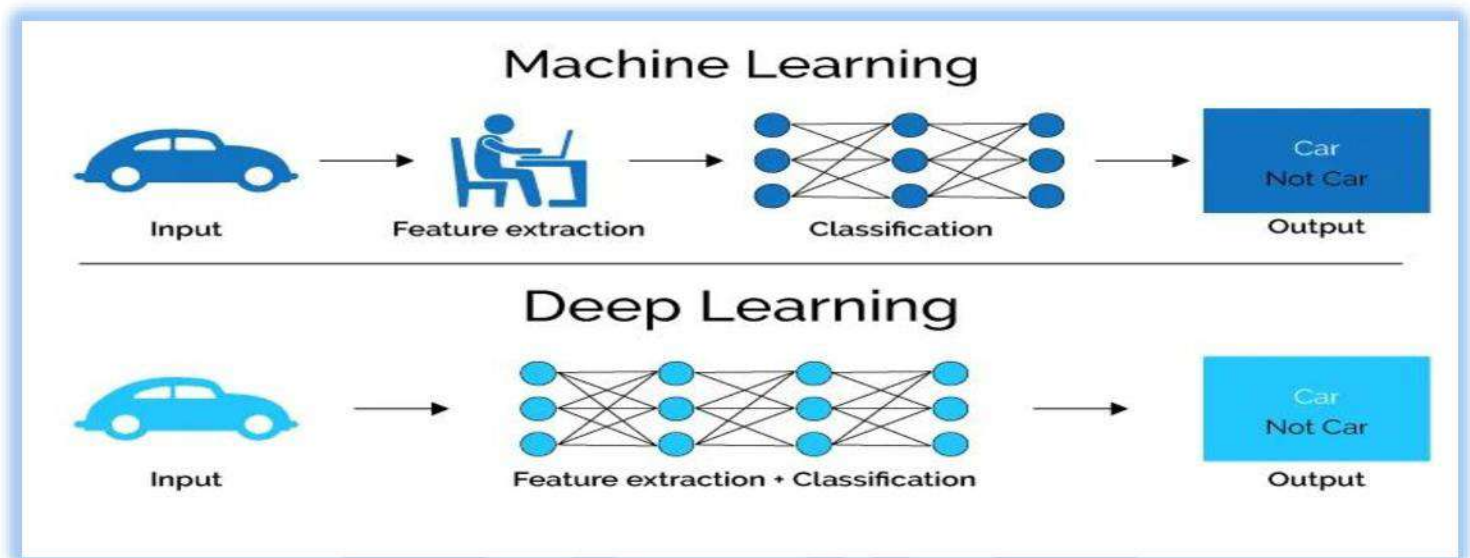 Machine Learning
Car
Not Car
Input
Feature extraction
Classification
Output
Deep Learning
Car
Not Car
Input
Feature extraction + Classification
Output